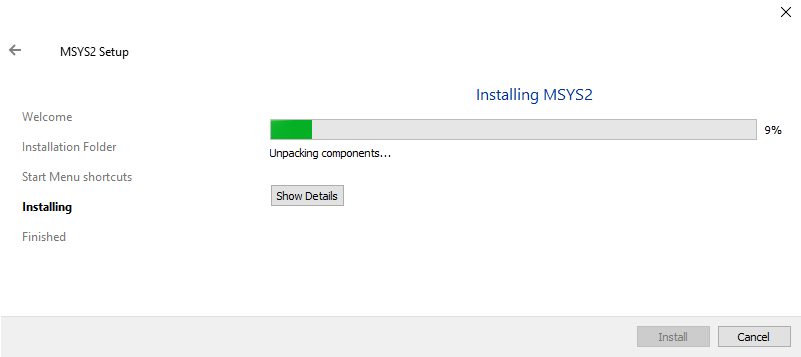 MSYS2 Setup
Welcome
Installation Folder
Start Menu shortcuts
Installing
Finished
Installing MSYS2
9%
Unpacking components...
Show Details
Install
Cancel